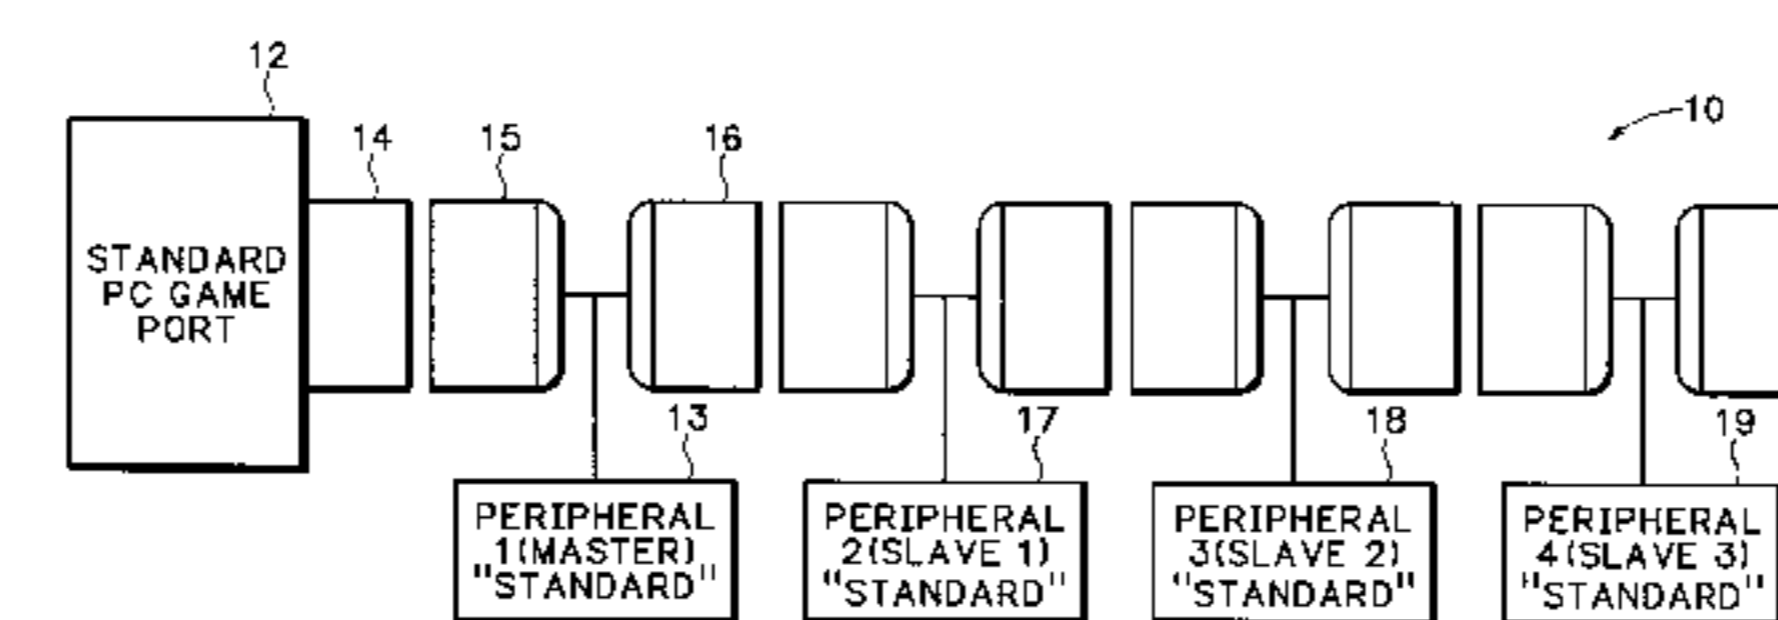 12
14
15
16
10
STANDARD
PC GAME
PORT
13
17
18
19
PERIPHERAL
1(MASTER)
"STANDARD"
PERIPHERAL
2(SLAVE 1)
"STANDARD"
PERIPHERAL
3(SLAVE 2)
"STANDARD"
PERIPHERAL
4(SLAVE 3)
"STANDARD"